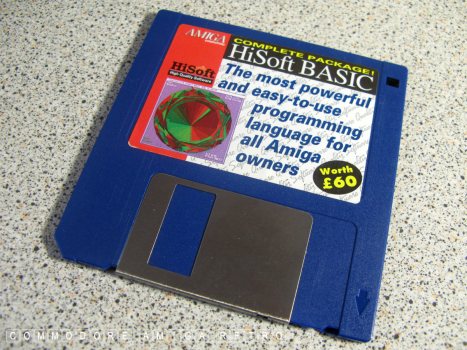 AMIGA
COMPLETE PACKAGE!
HiSoft BASIC
HiSoft
High Quality Software
The most powerful
and easy-to-use
programming
language for
all Amiga
owners
Worth
£60
COMMODORE AMIGA RETRO